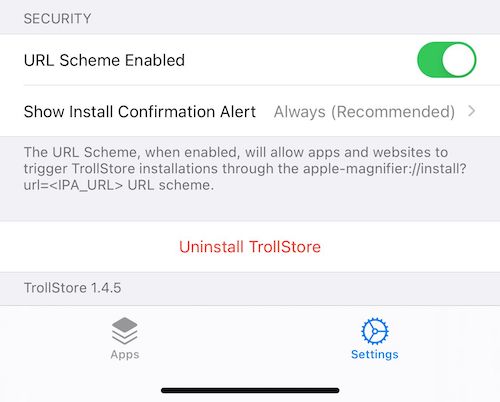 SECURITY
URL Scheme Enabled
Show Install Confirmation Alert Always (Recommended)
The URL Scheme, when enabled, will allow apps and websites to
trigger TrollStore installations through the apple-magnifier://install?
url=<IPA_URL> URL scheme.
Uninstall TrollStore
TrollStore 1.4.5
Apps
Settings